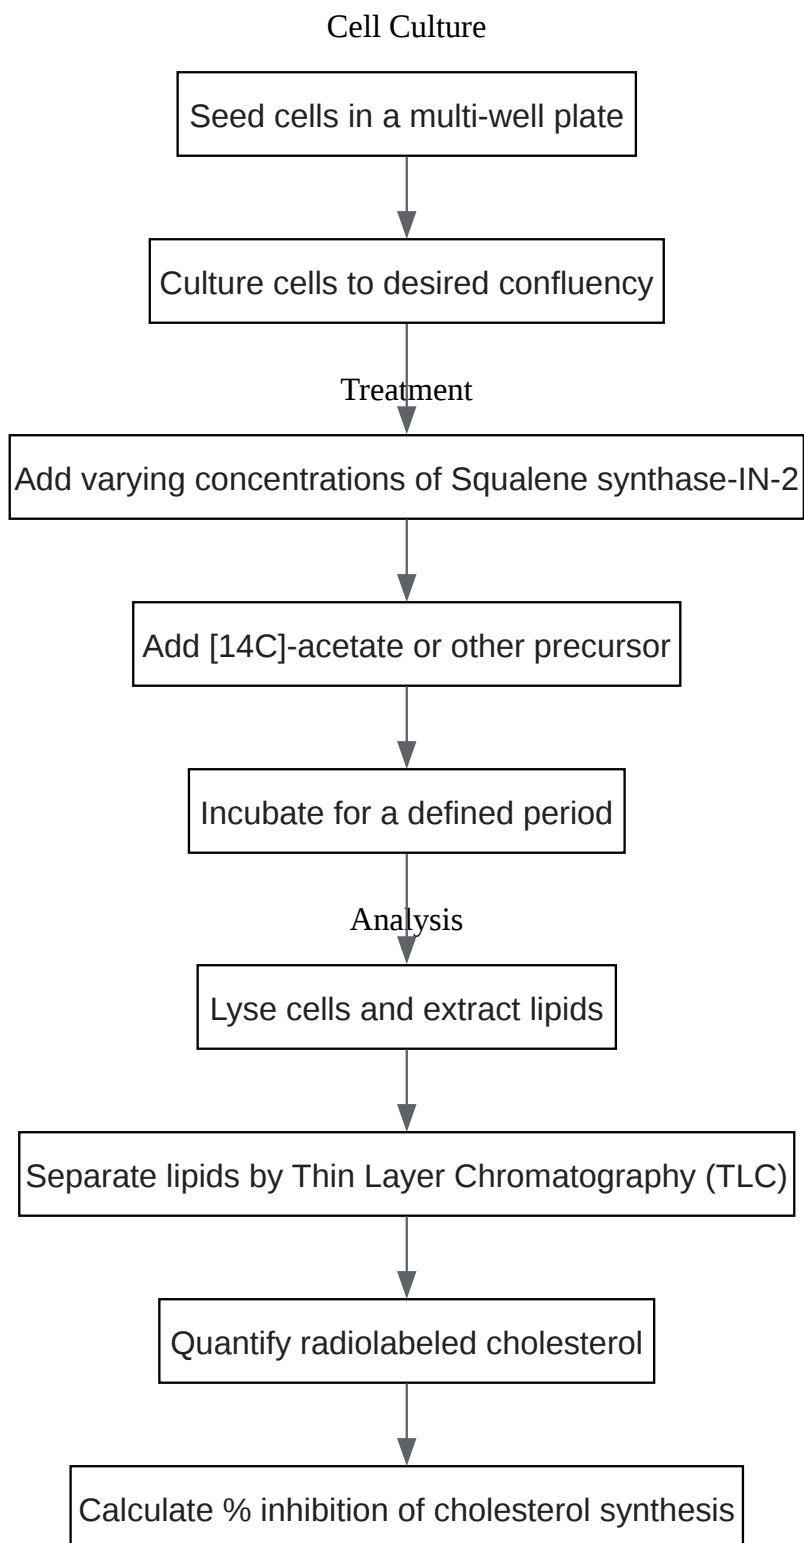 Cell Culture
Seed cells in a multi-well plate
Culture cells to desired confluency
Treatment
Add varying concentrations of Squalene synthase-IN-2
Add [14C]-acetate or other precursor
Incubate for a defined period
Analysis
Lyse cells and extract lipids
Separate lipids by Thin Layer Chromatography (TLC)
Quantify radiolabeled cholesterol
Calculate % inhibition of cholesterol synthesis